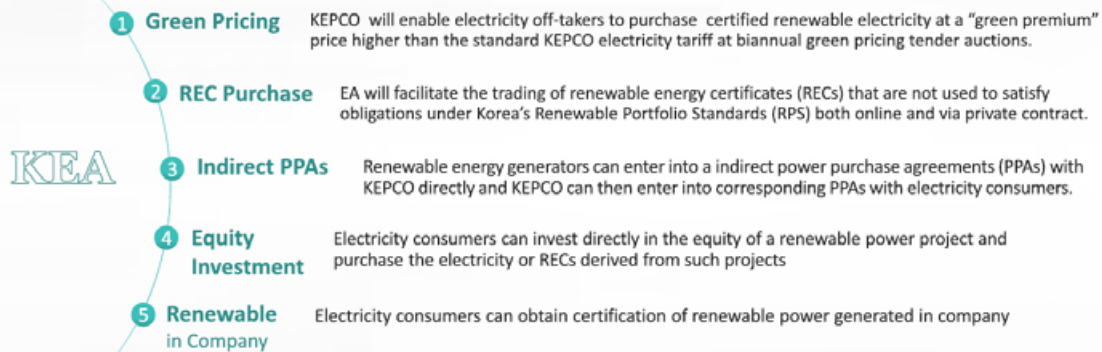 1 Green Pricing
KEPCO will enable electricity off-takers to purchase certified renewable electricity at a “green premium”
price higher than the standard KEPCO electricity tariff at biannual green pricing tender auctions.
2 REC Purchase
EA will facilitate the trading of renewable energy certificates (RECs) that are not used to satisfy
obligations under Korea's Renewable Portfolio Standards (RPS) both online and via private contract.
KEA
3 Indirect PPAs
Renewable energy generators can enter into a indirect power purchase agreements (PPAs) with
KEPCO directly and KEPCO can then enter into corresponding PPAs with electricity consumers.
4 Equity
Investment
Electricity consumers can invest directly in the equity of a renewable power project and
purchase the electricity or RECs derived from such projects
5 Renewable
in Company
Electricity consumers can obtain certification of renewable power generated in company